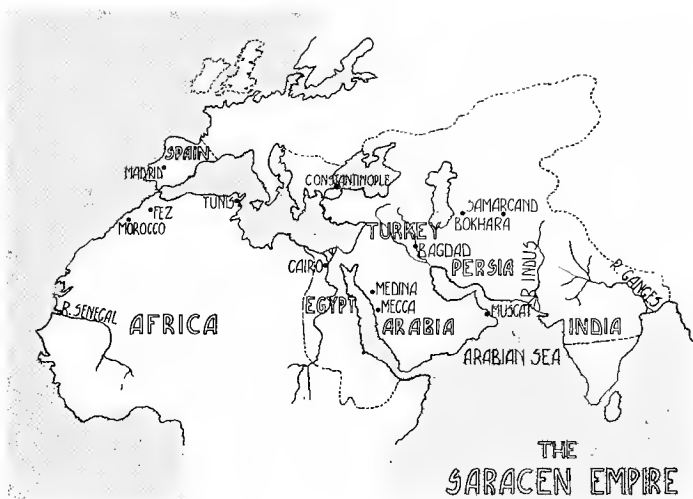 SPAIN
MADRID
CONSTANTINOPLE
TUNIS
FEZ
MOROCCO
SAMARCAND
BOKHARA
TURKEY
BAGDAD
PERSIA
R. INDUS
R. GANGES
CAIRO
EGYPT
MEDINA
MECCA
ARABIA
MUSCAT
INDIA
R. SENEGAL
AFRICA
ARABIAN SEA
THE
SARACEN EMPIRE